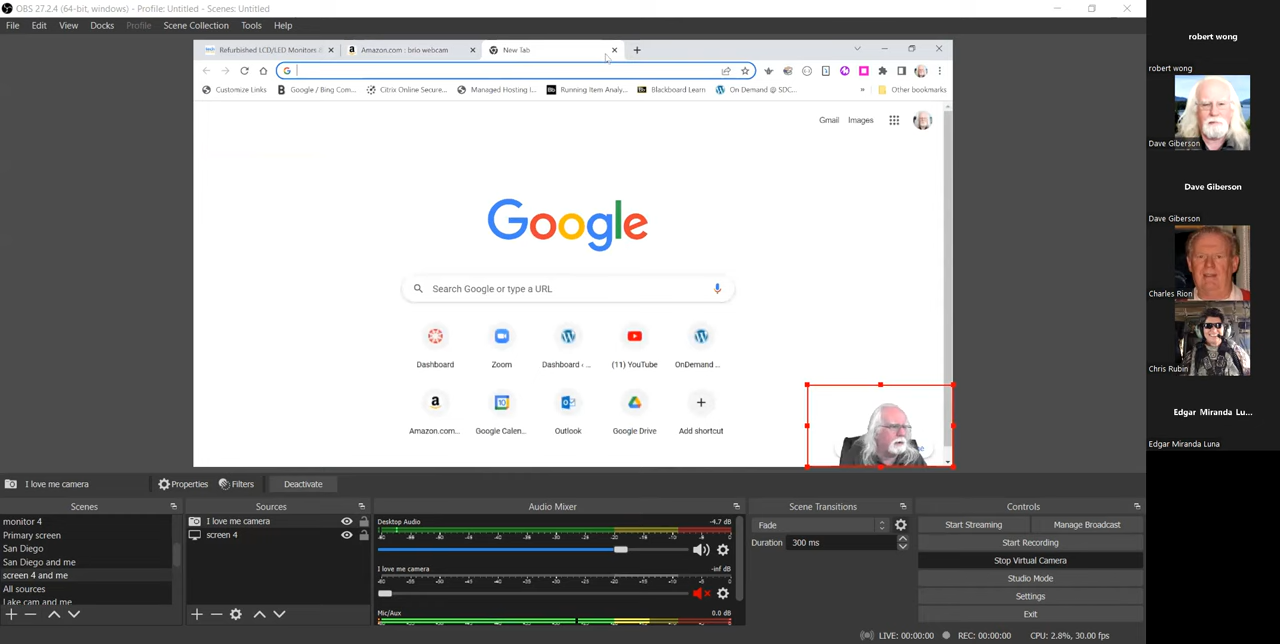 OBS 27.2.4 (64-bit, windows) - Profile: Untitled - Scenes: Untitled
File Edit View Docks Profile Scene Collection Tools Help
Refurbished LCD/LED Monitors
Amazon.com : brio webcam
New Tab
Customize Links
Google / Bing Com...
Citrix Online Secure...
Managed Hosting I...
Running Item Analy...
Blackboard Learn
On Demand @ SDC...
»
Other bookmarks
Gmail Images
Google
Search Google or type a URL
Dashboard
Zoom
Dashboard ‹ ...
(11) YouTube
OnDemand ...
Amazon.com...
Google Calen...
Outlook
Google Drive
Add shortcut
robert wong
robert wong
Dave Giberson
Dave Giberson
Dave Giberson
Charles Rion
Chris Rubin
Edgar Miranda Lu...
Edgar Miranda Luna
I love me camera
Properties
Filters
Deactivate
Scenes
monitor 4
Primary screen
San Diego
San Diego and me
screen 4 and me
All sources
Lake cam and me
Sources
I love me camera
screen 4
Audio Mixer
Desktop Audio -4.7 dB
I love me camera -inf dB
Mic/Aux 0.0 dB
Scene Transitions
Fade
Duration 300 ms
Controls
Start Streaming
Manage Broadcast
Start Recording
Stop Virtual Camera
Studio Mode
Settings
Exit
LIVE: 00:00:00 REC: 00:00:00 CPU: 2.8%, 30.00 fps